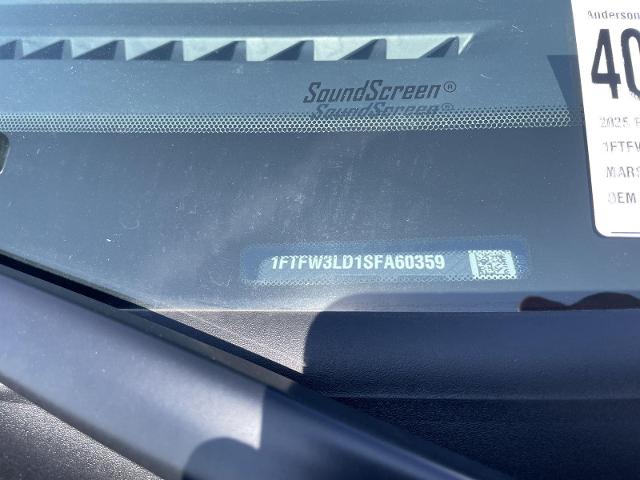 Anderson
40
SoundScreen®
SoundScreen®
2025 F
1FTFW
MARS
OEM
1FTFW3LD1SFA60359